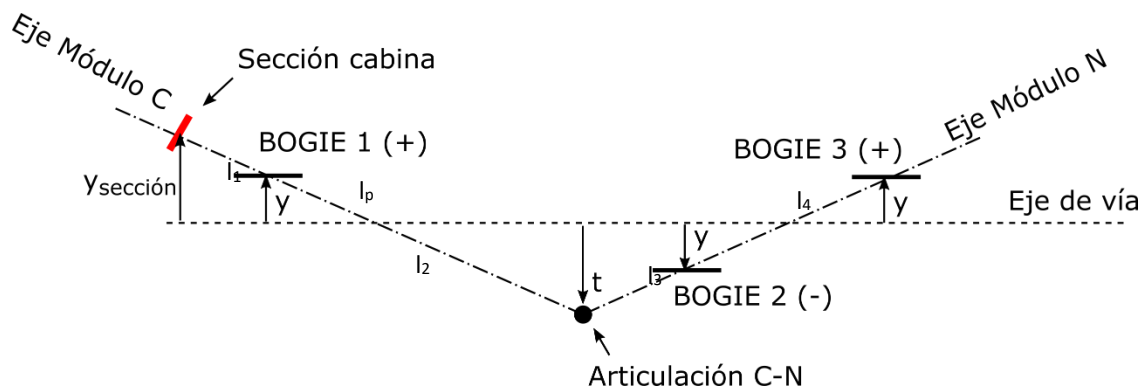 Eje Módulo C
Sección cabina
Eje Módulo N
BOGIE 1 (+)
BOGIE 3 (+)
l1
ysección
lp
y
l4
y
Eje de vía
y
l2
t
l3
BOGIE 2 (-)
Articulación C-N